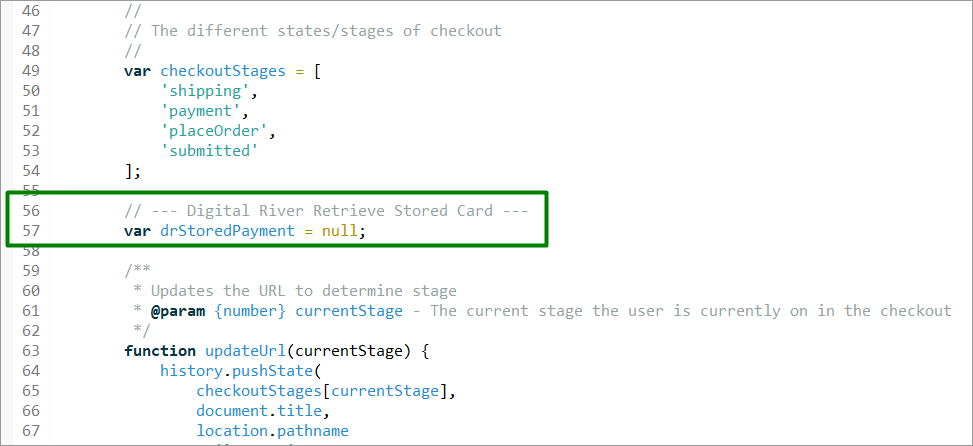 46 //
47 // The different states/stages of checkout
48 //
49 var checkoutStages = [
50 'shipping',
51 'payment',
52 'placeOrder',
53 'submitted'
54 ];
55
56 // --- Digital River Retrieve Stored Card ---
57 var drStoredPayment = null;
58
59 /**
60 * Updates the URL to determine stage
61 * @param {number} currentStage - The current stage the user is currently on in the checkout
62 */
63 function updateUrl(currentStage) {
64 history.pushState(
65 checkoutStages[currentStage],
66 document.title,
67 location.pathname